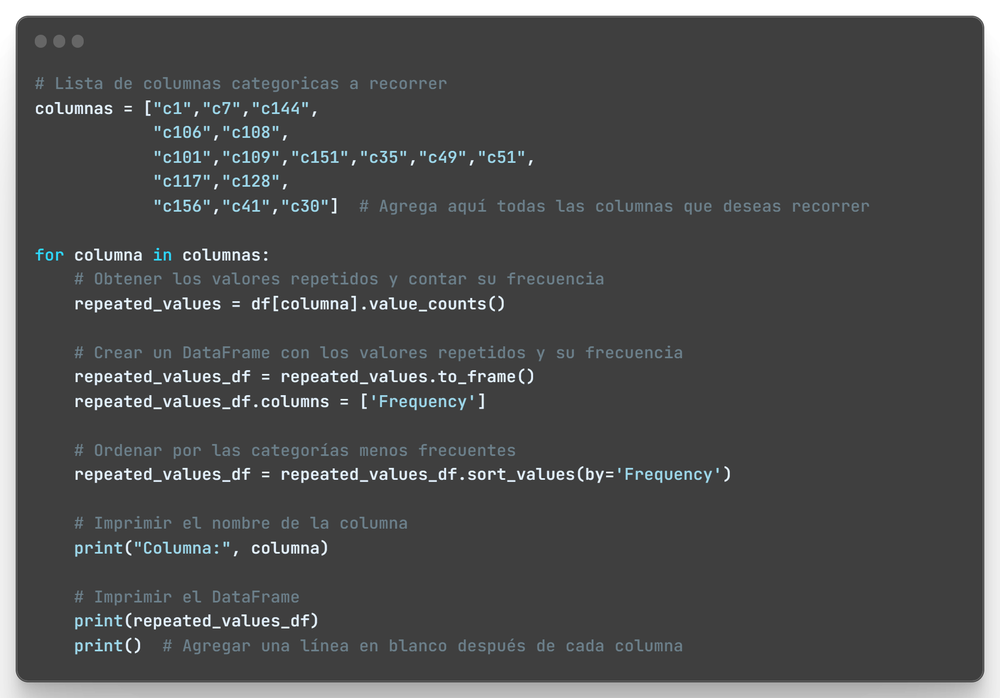 # Lista de columnas categoricas a recorrer
columnas = ["c1","c7","c144",
            "c106","c108",
            "c101","c109","c151","c35","c49","c51",
            "c117","c128",
            "c156","c41","c30"]  # Agrega aquí todas las columnas que deseas recorrer

for columna in columnas:
    # Obtener los valores repetidos y contar su frecuencia
    repeated_values = df[columna].value_counts()

    # Crear un DataFrame con los valores repetidos y su frecuencia
    repeated_values_df = repeated_values.to_frame()
    repeated_values_df.columns = ['Frequency']

    # Ordenar por las categorías menos frecuentes
    repeated_values_df = repeated_values_df.sort_values(by='Frequency')

    # Imprimir el nombre de la columna
    print("Columna:", columna)

    # Imprimir el DataFrame
    print(repeated_values_df)
    print()  # Agregar una línea en blanco después de cada columna